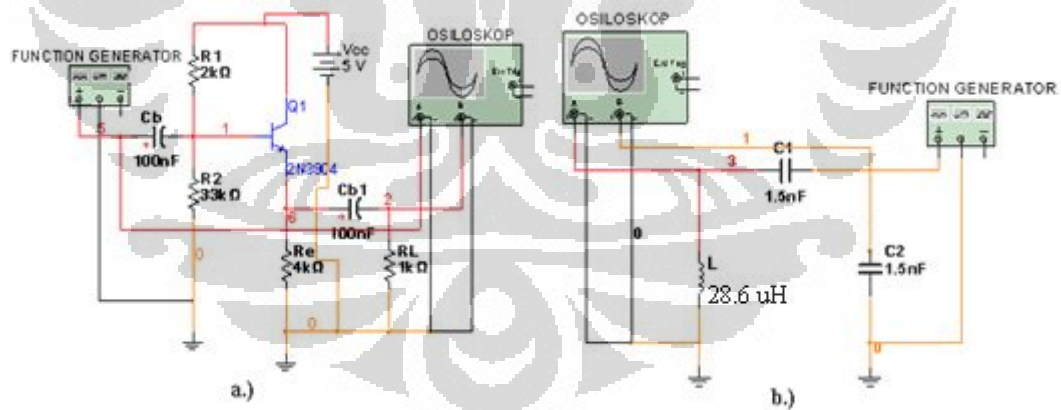 FUNCTION GENERATOR
R1
2kΩ
Vcc
5 V
OSILOSKOP
Q1
2N3904
5
Cb
100nF
1
R2
33kΩ
0
Cb1
100nF
2
6
Re
4kΩ
RL
1kΩ
0
a.)
OSILOSKOP
FUNCTION GENERATOR
1
3
C1
1.5nF
0
L
28.6 uH
C2
1.5nF
0
b.)